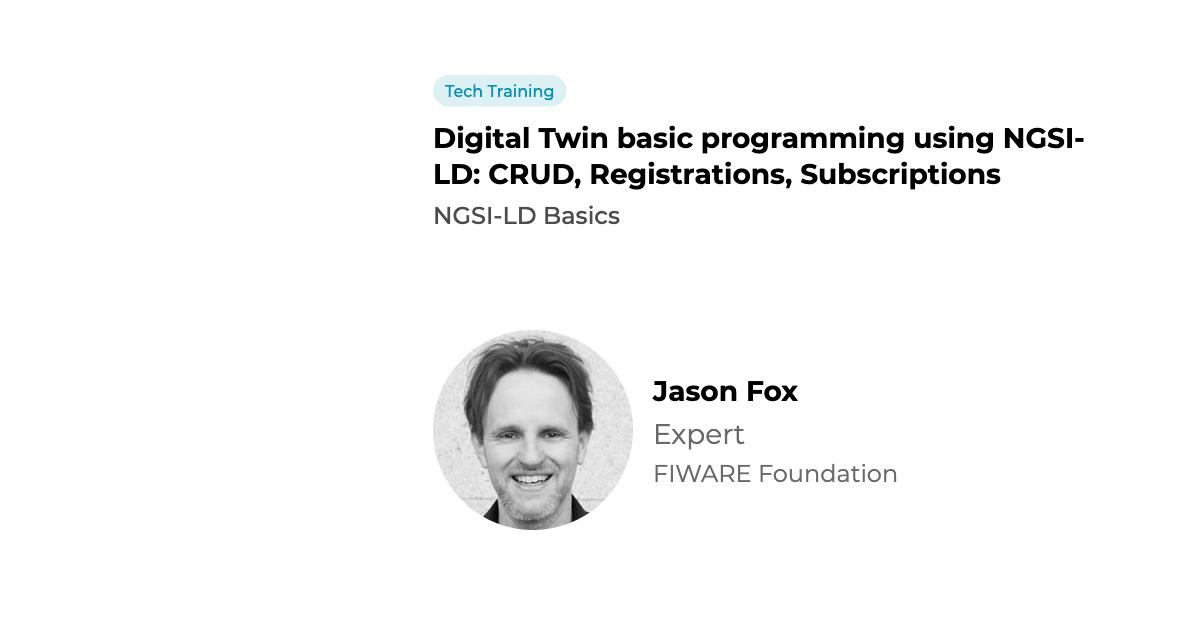 Tech Training
Digital Twin basic programming using NGSI-
LD: CRUD, Registrations, Subscriptions
NGSI-LD Basics
Jason Fox
Expert
FIWARE Foundation